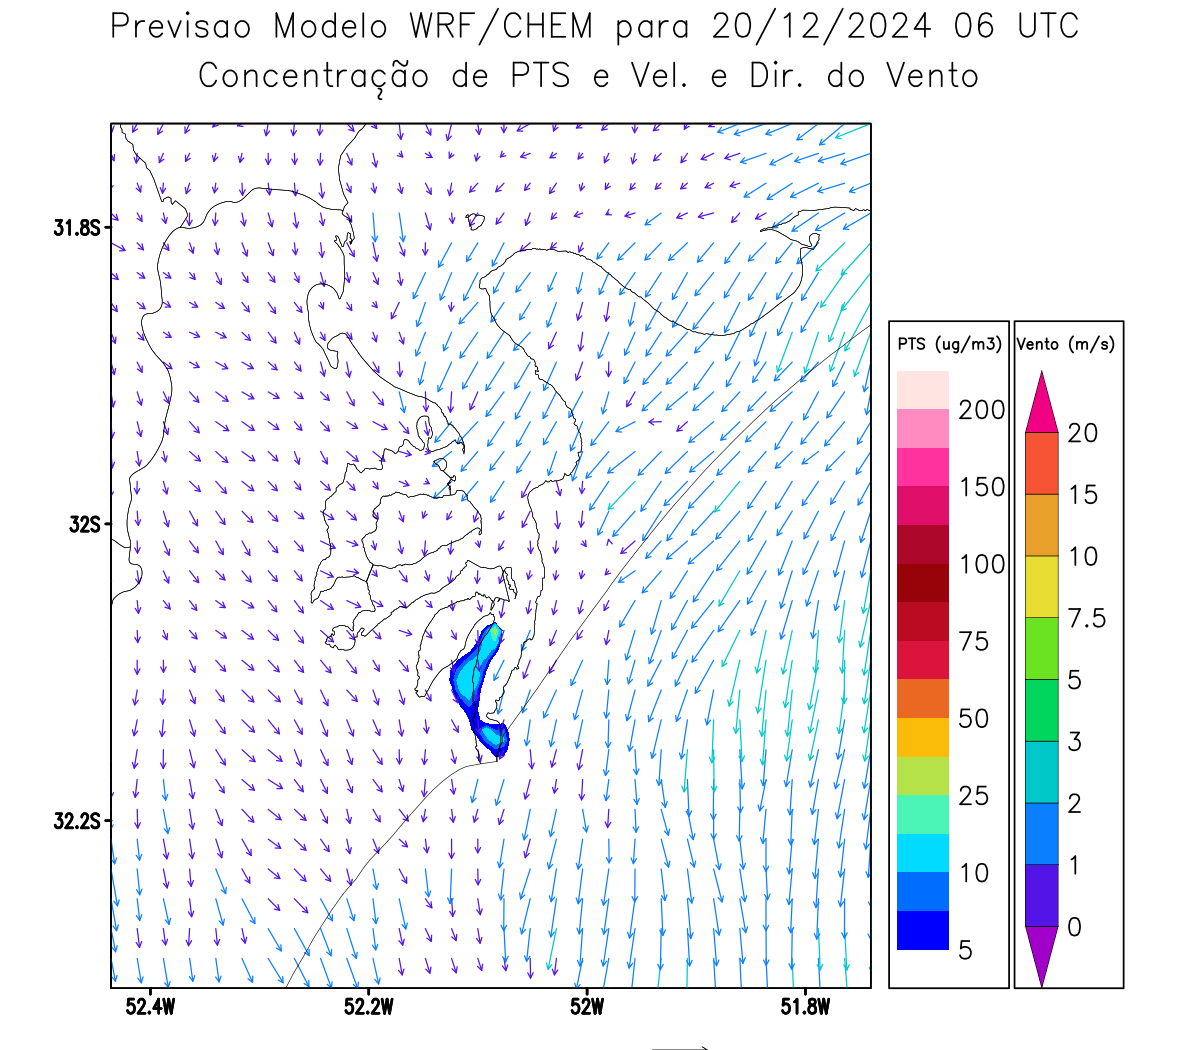 Previsao Modelo WRF/CHEM para 20/12/2024 06 UTC
Concentração de PTS e Vel. e Dir. do Vento
31.8S
32S
32.2S
52.4W
52.2W
52W
51.8W
PTS (ug/m3)
200
150
100
75
50
25
10
5
Vento (m/s)
20
15
10
7.5
5
3
2
1
0